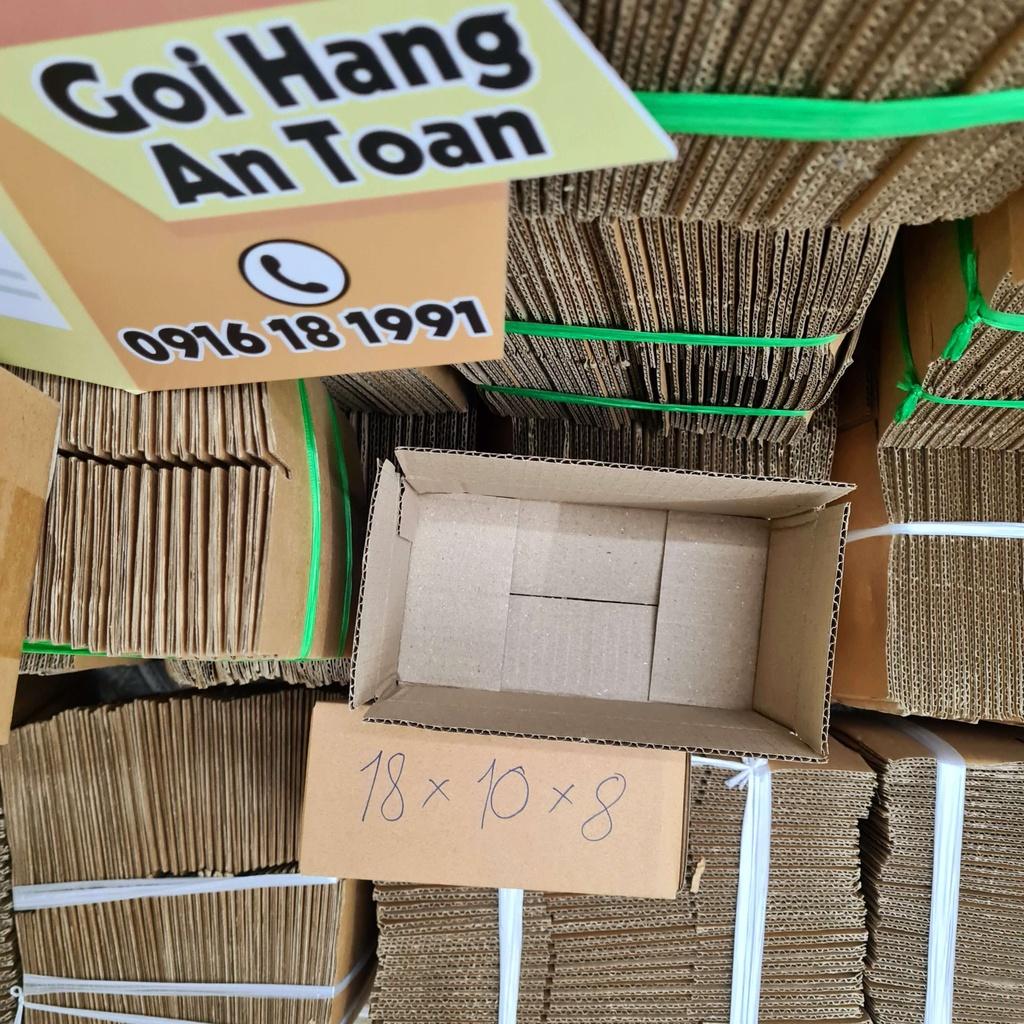 Goi Hang
An Toan
0916 18 1991
18 × 10 × 8